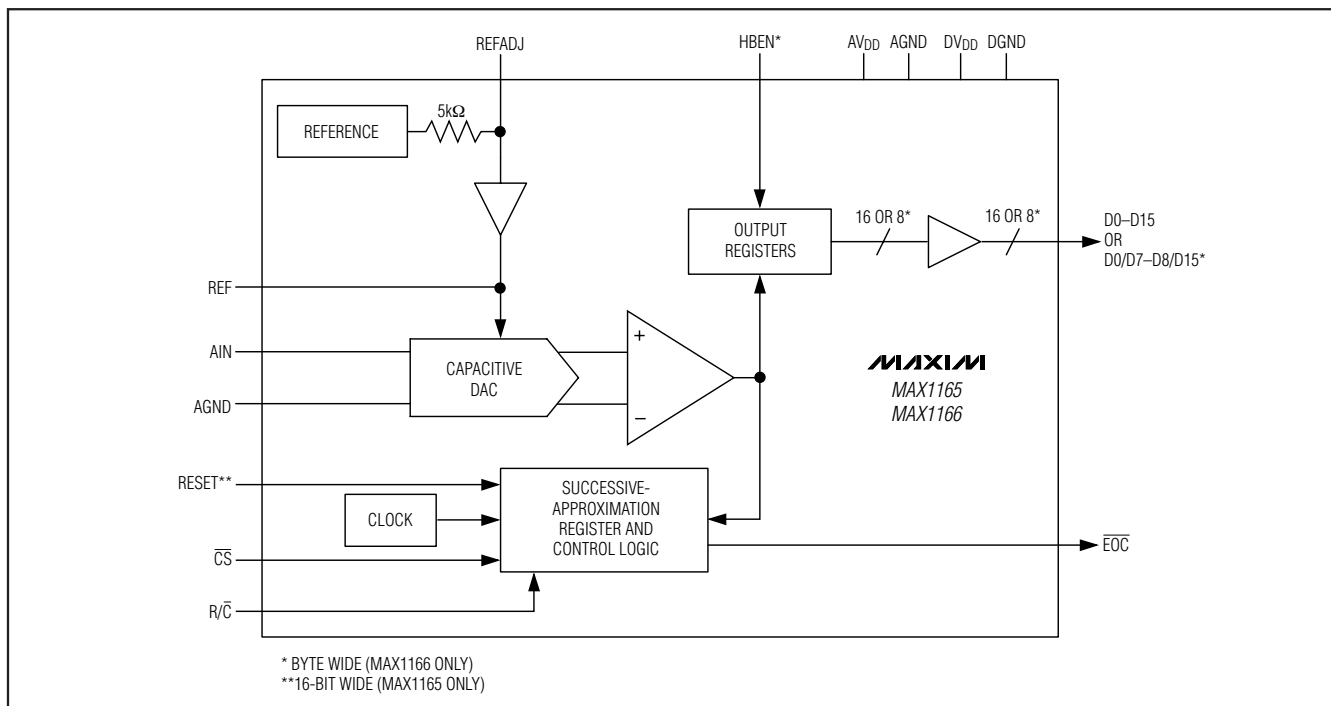 REFADJ
HBEN*
AVDD AGND DVDD DGND
5kΩ
REFERENCE
16 OR 8*
16 OR 8*
OUTPUT
REGISTERS
D0–D15
OR
D0/D7–D8/D15*
REF
AIN
AGND
+
−
CAPACITIVE
DAC
MAXIM
MAX1165
MAX1166
RESET**
SUCCESSIVE-
APPROXIMATION
REGISTER AND
CONTROL LOGIC
CLOCK
C̅S̅
E̅O̅C̅
R/C̅
* BYTE WIDE (MAX1166 ONLY)
**16-BIT WIDE (MAX1165 ONLY)